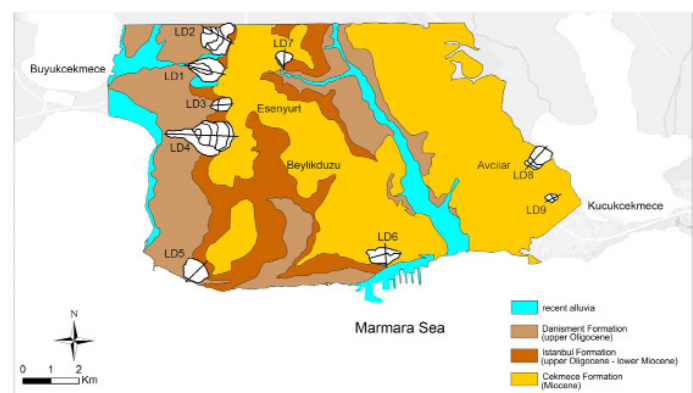 LD2
LD7
Buyukcekmece
LD1
LD3
Esenyurt
LD4
Beylikduzu
Avcilar
LD8
LD9
Kucukcekmece
LD6
LD5
recent alluvia
Danisment Formation
(upper Oligocene)
Istanbul Formation
(upper Oligocene - lower Miocene)
Cekmece Formation
(Miocene)
Marmara Sea
N
0 1 2
Km